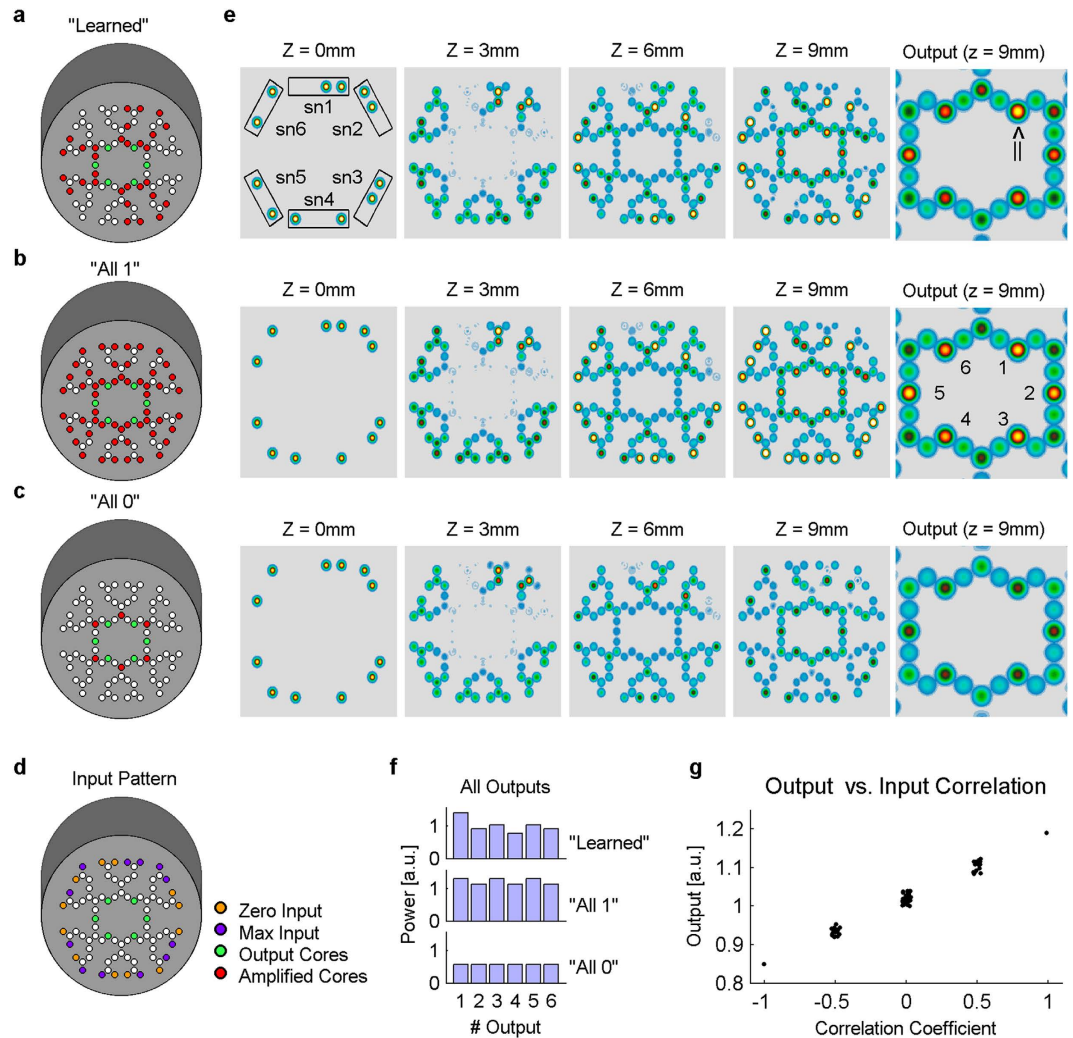 a
"Learned"
b
"All 1"
c
"All 0"
d
Input Pattern
Zero Input
Max Input
Output Cores
Amplified Cores
e
Z = 0mm
Z = 3mm
Z = 6mm
Z = 9mm
Output (z = 9mm)
sn1
sn6
sn2
sn5
sn3
sn4
Z = 0mm
Z = 3mm
Z = 6mm
Z = 9mm
Output (z = 9mm)
6
1
5
2
4
3
Z = 0mm
Z = 3mm
Z = 6mm
Z = 9mm
Output (z = 9mm)
f
All Outputs
Power [a.u.]
1
0
"Learned"
1
0
"All 1"
1
0
"All 0"
1 2 3 4 5 6
# Output
g
Output vs. Input Correlation
Output [a.u.]
1.2
1.1
1
0.9
0.8
-1 -0.5 0 0.5 1
Correlation Coefficient